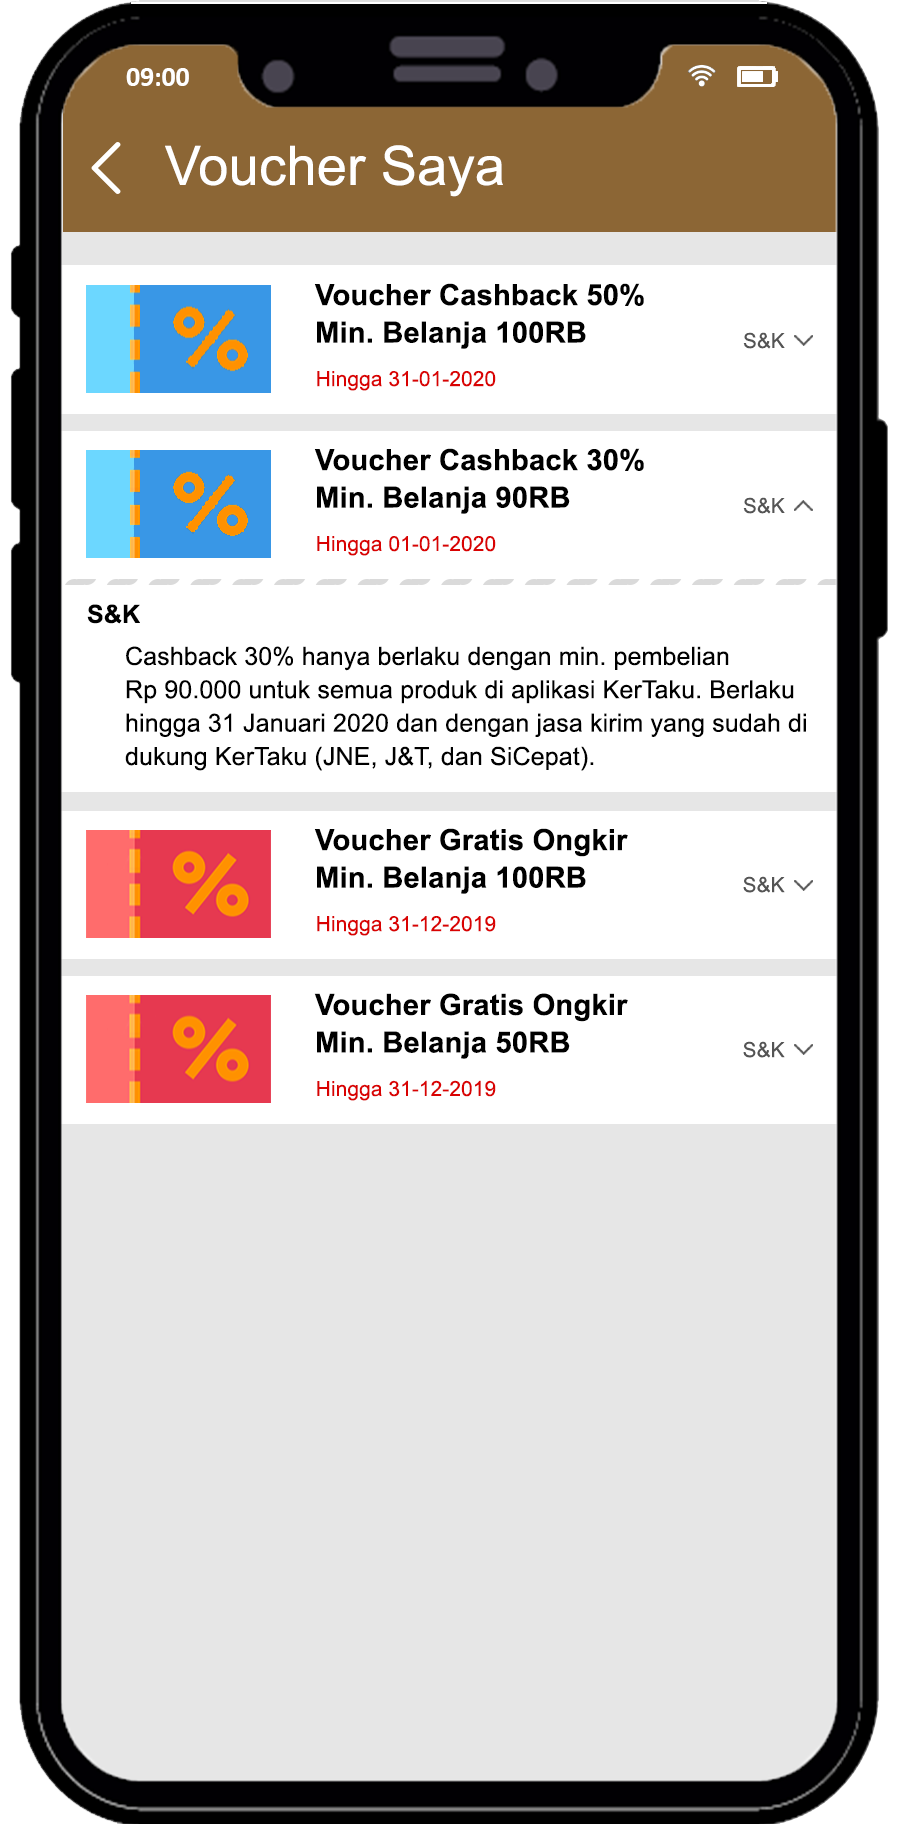 09:00
Voucher Saya
Voucher Cashback 50%
Min. Belanja 100RB
S&K
Hingga 31-01-2020
Voucher Cashback 30%
Min. Belanja 90RB
S&K
Hingga 01-01-2020
S&K
Cashback 30% hanya berlaku dengan min. pembelian
Rp 90.000 untuk semua produk di aplikasi KerTaku. Berlaku
hingga 31 Januari 2020 dan dengan jasa kirim yang sudah di
dukung KerTaku (JNE, J&T, dan SiCepat).
Voucher Gratis Ongkir
Min. Belanja 100RB
S&K
Hingga 31-12-2019
Voucher Gratis Ongkir
Min. Belanja 50RB
S&K
Hingga 31-12-2019